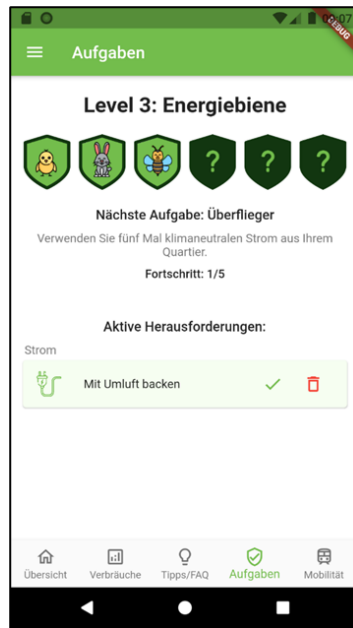 DEBUG
Aufgaben
Level 3: Energiebiene
? ? ?
Nächste Aufgabe: Überflieger
Verwenden Sie fünf Mal klimaneutralen Strom aus Ihrem
Quartier.
Fortschritt: 1/5
Aktive Herausforderungen:
Strom
Mit Umluft backen
Übersicht Verbräuche Tipps/FAQ Aufgaben Mobilität